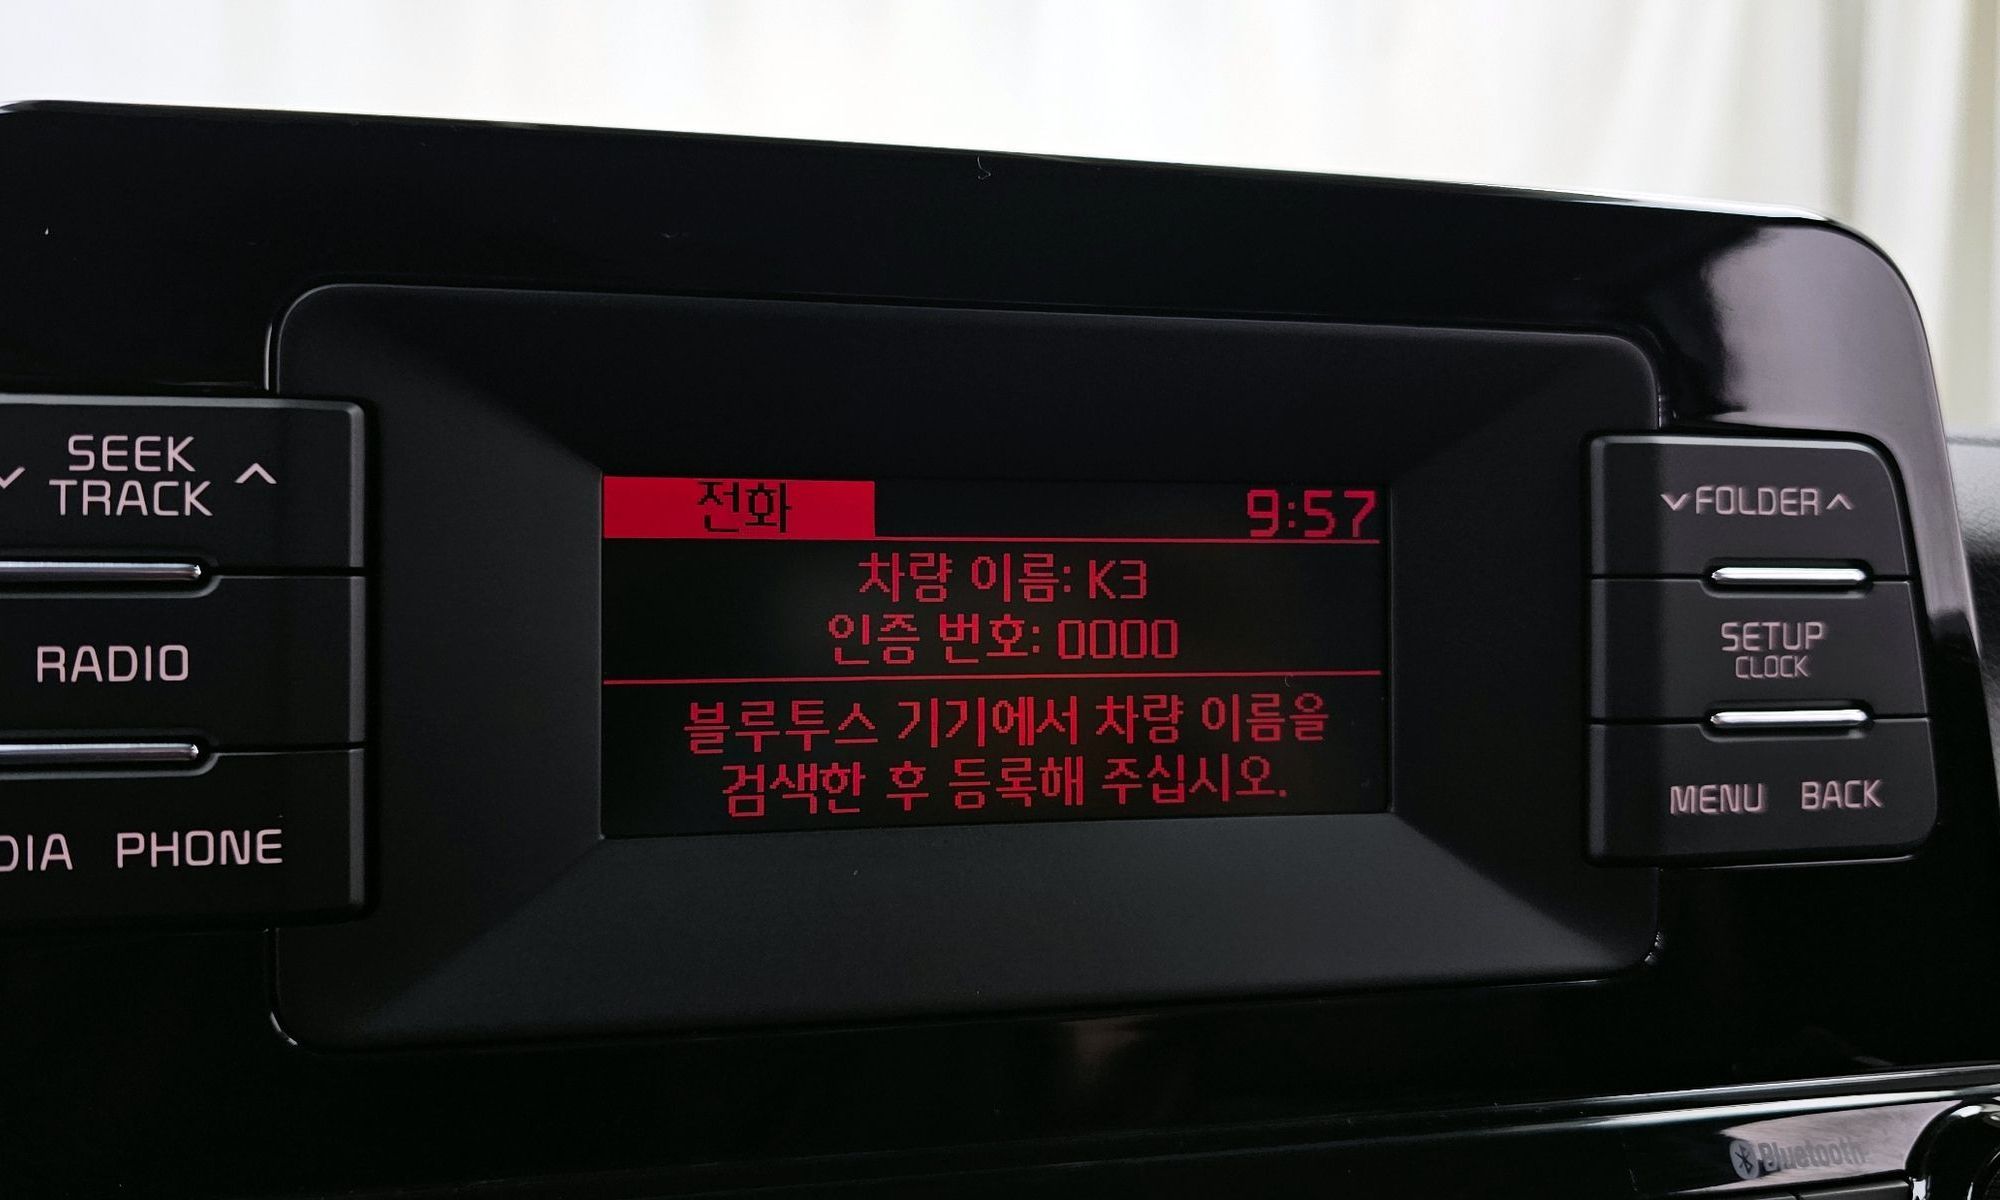 SEEK
TRACK
RADIO
PHONE
전화 9:57
차량 이름: K3
인증 번호: 0000
블루투스 기기에서 차량 이름을
검색한 후 등록해 주십시오.
FOLDER
SETUP
CLOCK
MENU BACK
Bluetooth